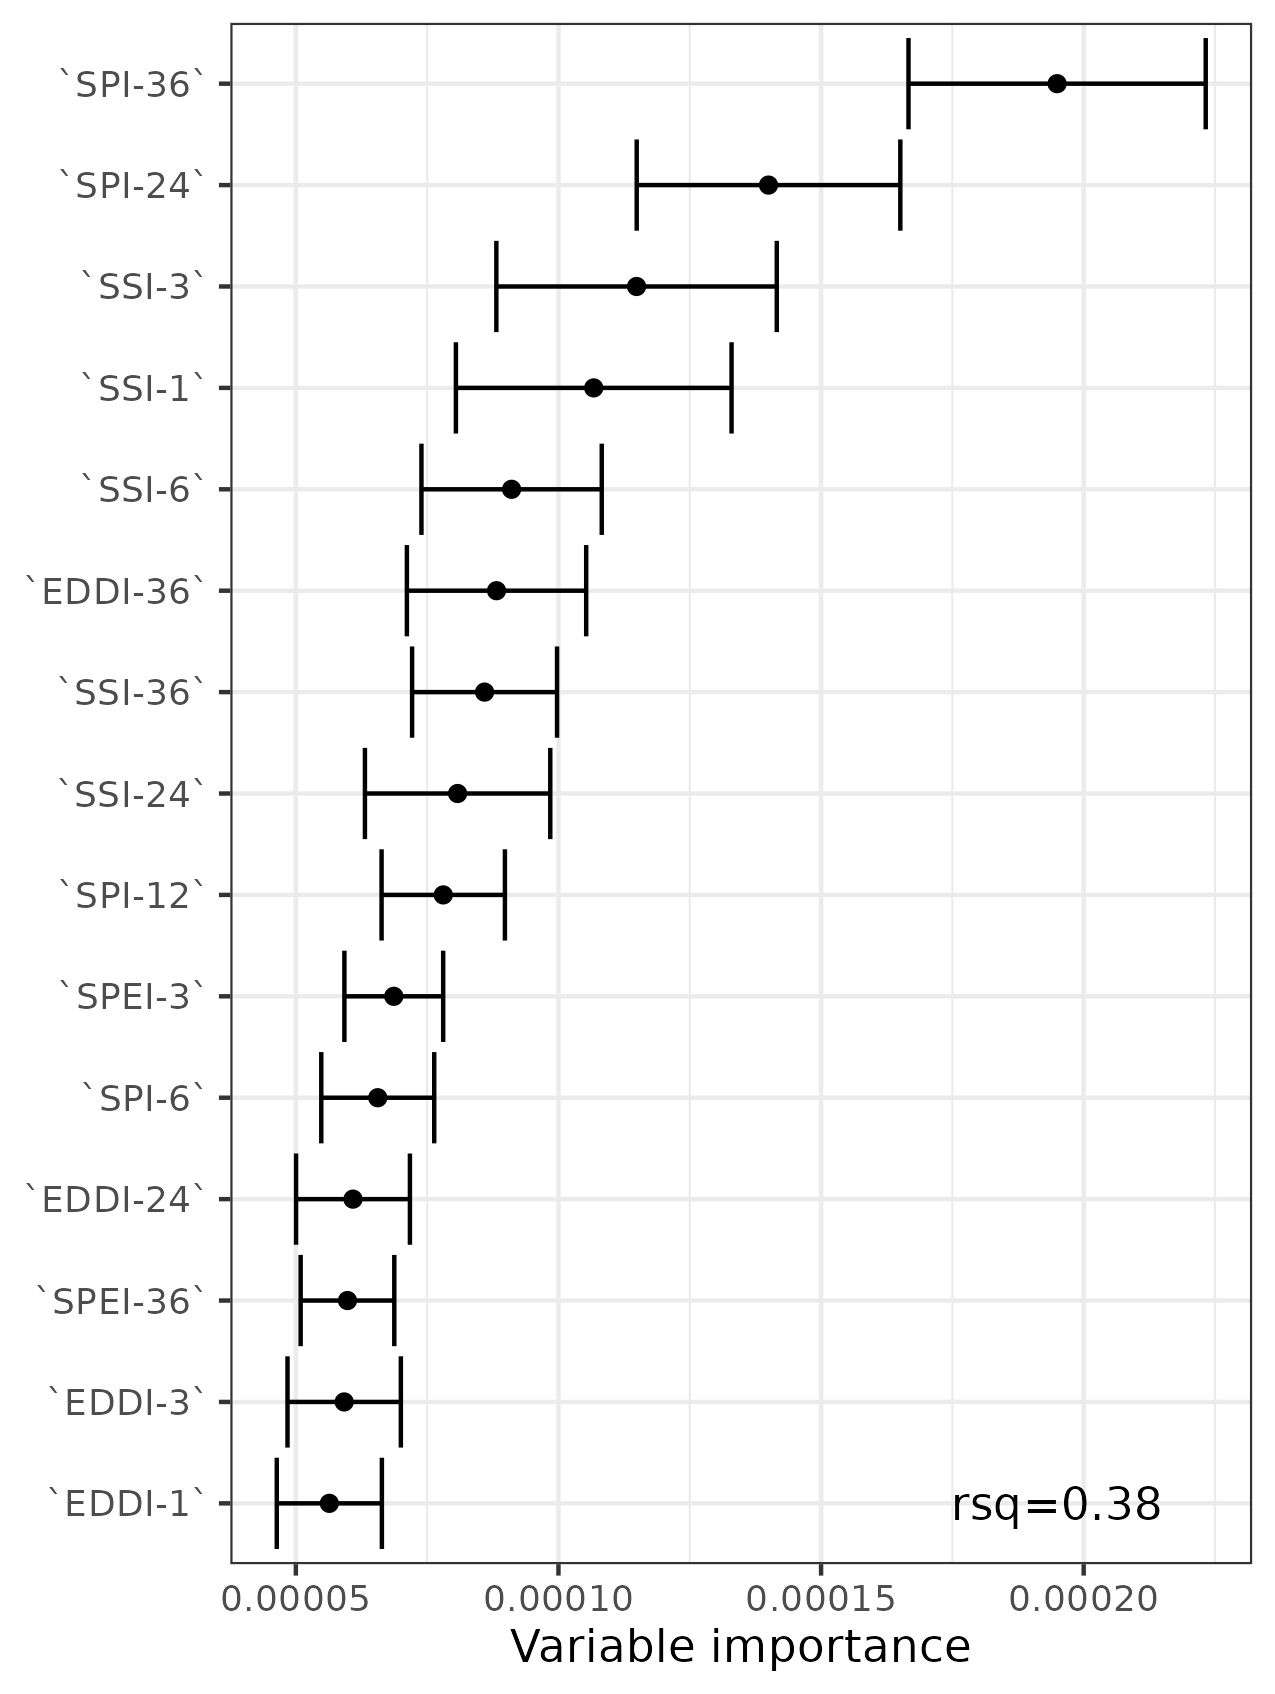 `SPI-36`
`SPI-24`
`SSI-3`
`SSI-1`
`SSI-6`
`EDDI-36`
`SSI-36`
`SSI-24`
`SPI-12`
`SPEI-3`
`SPI-6`
`EDDI-24`
`SPEI-36`
`EDDI-3`
`EDDI-1`
rsq=0.38
0.00005 0.00010 0.00015 0.00020
Variable importance